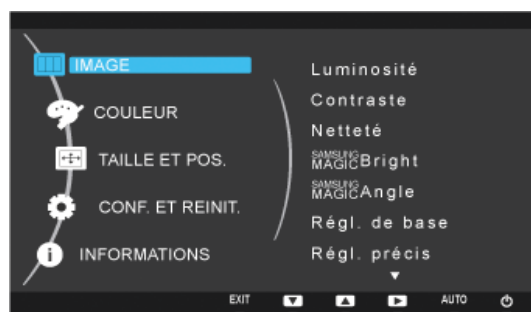 IMAGE
COULEUR
TAILLE ET POS.
CONF. ET REINIT.
INFORMATIONS
Luminosité
Contraste
Netteté
SAMSUNG MAGIC Bright
SAMSUNG MAGIC Angle
Régl. de base
Régl. précis
EXIT AUTO